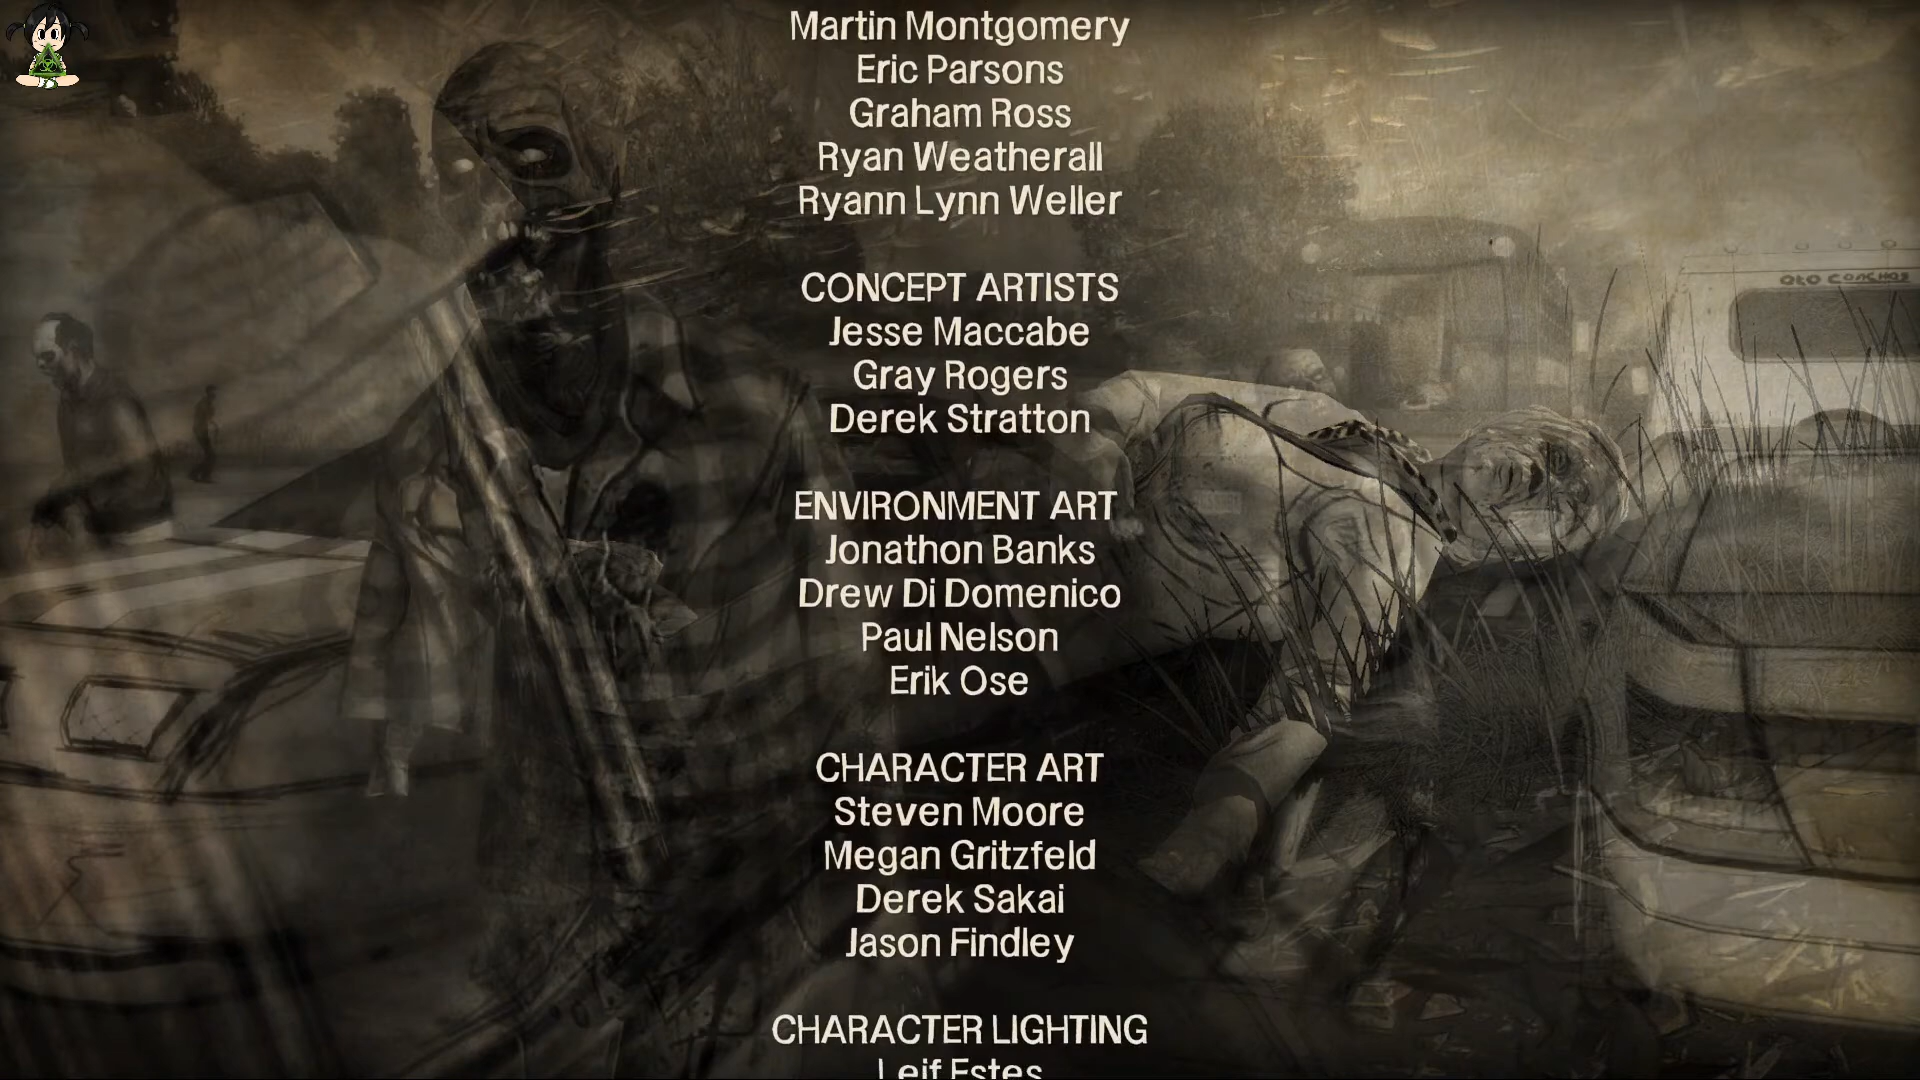 Martin Montgomery
Eric Parsons
Graham Ross
Ryan Weatherall
Ryann Lynn Weller
CONCEPT ARTISTS
Jesse Maccabe
Gray Rogers
Derek Stratton
ENVIRONMENT ART
Jonathon Banks
Drew Di Domenico
Paul Nelson
Erik Ose
CHARACTER ART
Steven Moore
Megan Gritzfeld
Derek Sakai
Jason Findley
CHARACTER LIGHTING
Leif Estes